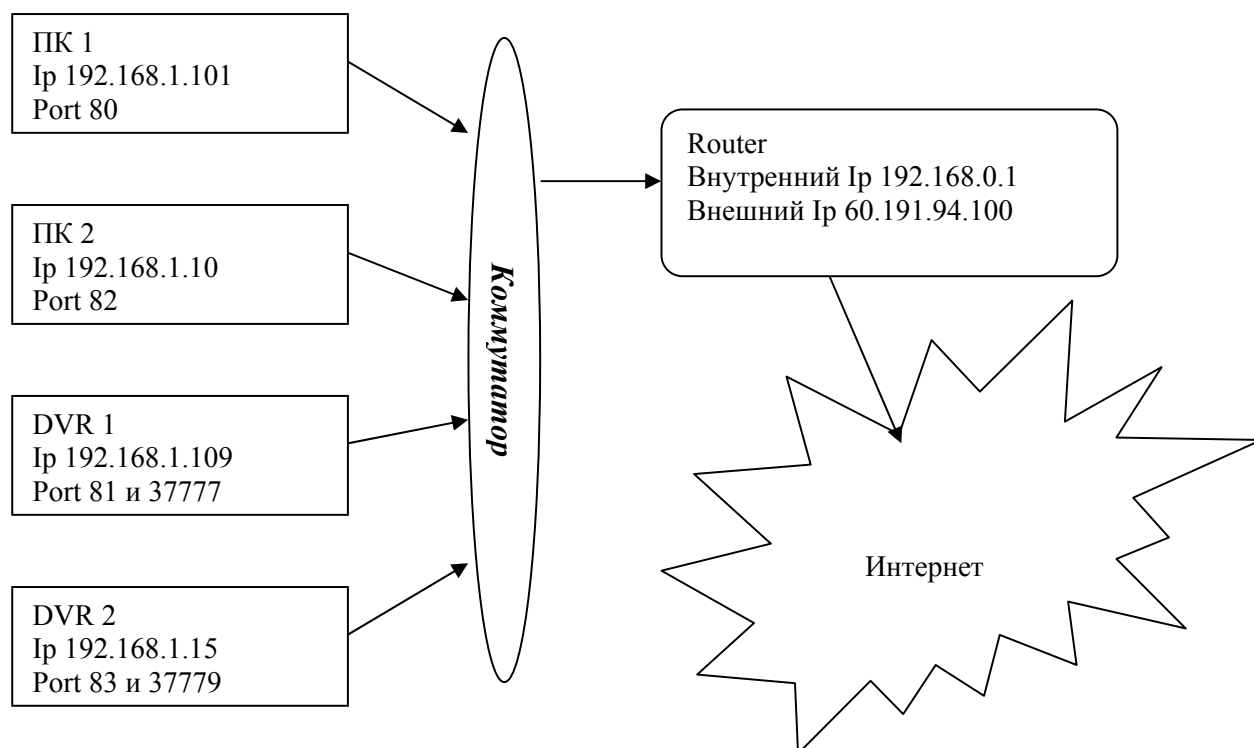 ПК 1
Ip 192.168.1.101
Port 80
ПК 2
Ip 192.168.1.10
Port 82
DVR 1
Ip 192.168.1.109
Port 81 и 37777
DVR 2
Ip 192.168.1.15
Port 83 и 37779
Коммутатор
Router
Внутренний Ip 192.168.0.1
Внешний Ip 60.191.94.100
Интернет